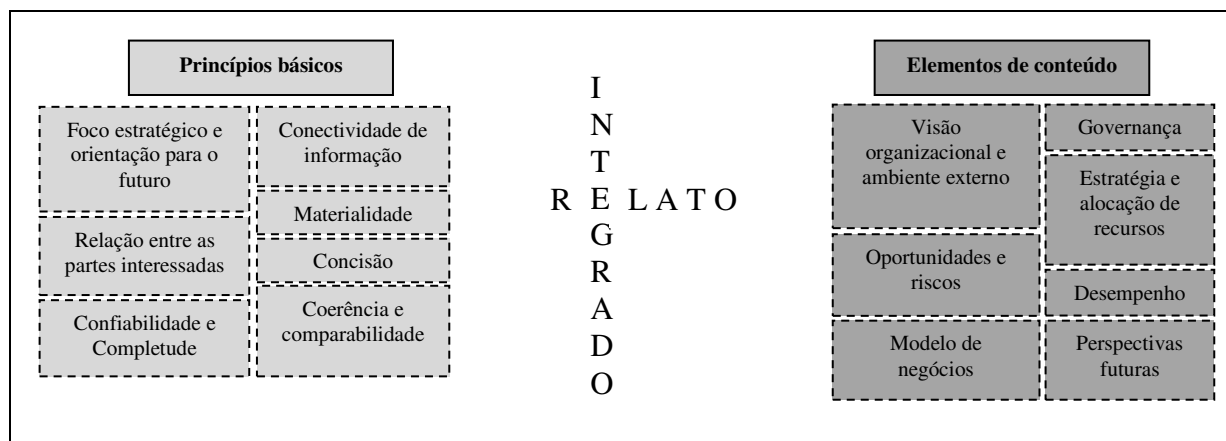 Princípios básicos
Foco estratégico e
orientação para o
futuro
Relação entre as
partes interessadas
Confiabilidade e
Completude
Conectividade de
informação
Materialidade
Concisão
Coerência e
comparabilidade
I
N
T
R E L A T O
G
R
A
D
O
Elementos de conteúdo
Visão
organizacional e
ambiente externo
Oportunidades e
riscos
Modelo de
negócios
Governança
Estratégia e
alocação de
recursos
Desempenho
Perspectivas
futuras